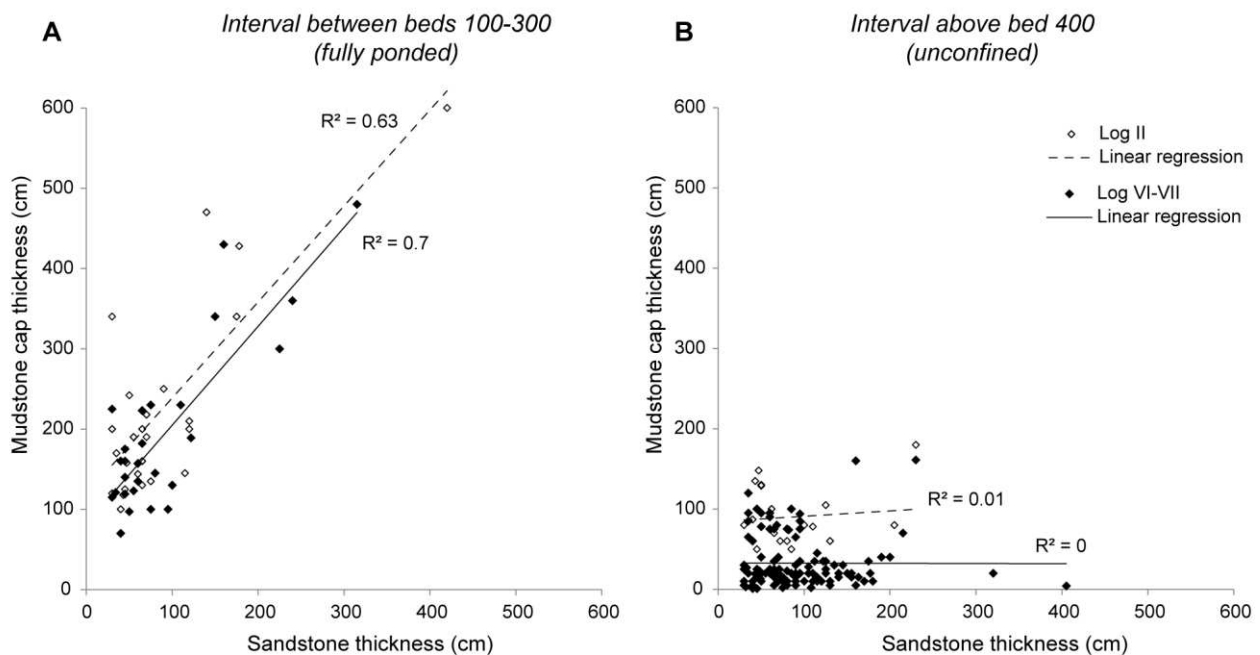 A
Interval between beds 100-300
(fully ponded)
600
500
400
300
200
100
0
Mudstone cap thickness (cm)
R² = 0.63
R² = 0.7
0 100 200 300 400 500 600
Sandstone thickness (cm)
B
Interval above bed 400
(unconfined)
600
500
400
300
200
100
0
Mudstone cap thickness (cm)
Log II
Linear regression
Log VI-VII
Linear regression
R² = 0.01
R² = 0
0 100 200 300 400 500 600
Sandstone thickness (cm)